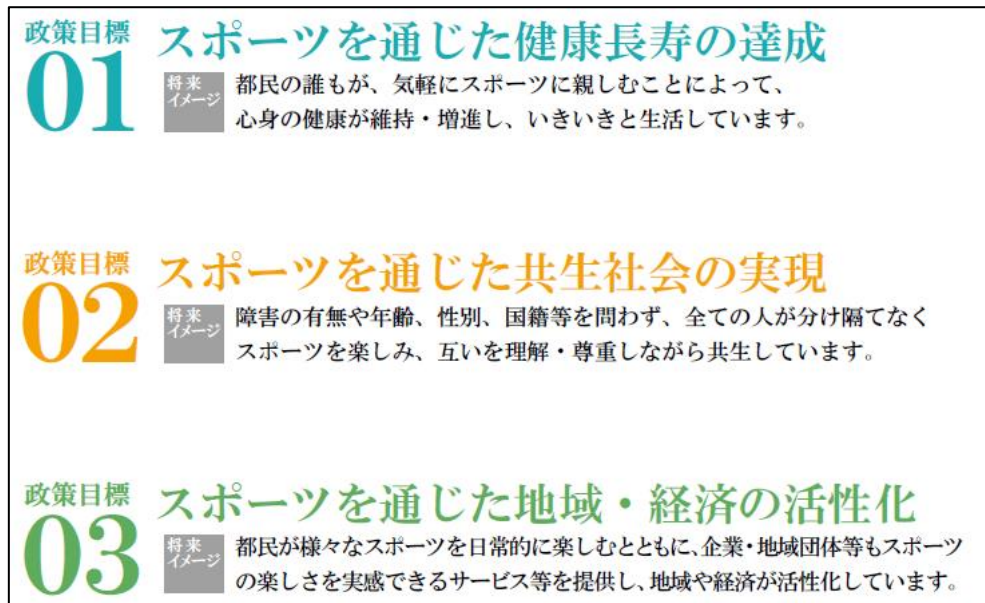 政策目標
01
スポーツを通じた健康長寿の達成
将来
イメージ
都民の誰もが、気軽にスポーツに親しむことによって、
心身の健康が維持・増進し、いきいきと生活しています。
政策目標
02
スポーツを通じた共生社会の実現
将来
イメージ
障害の有無や年齢、性別、国籍等を問わず、全ての人が分け隔てなく
スポーツを楽しみ、互いを理解・尊重しながら共生しています。
政策目標
03
スポーツを通じた地域・経済の活性化
将来
イメージ
都民が様々なスポーツを日常的に楽しむとともに、企業・地域団体等もスポーツ
の楽しさを実感できるサービス等を提供し、地域や経済が活性化しています。